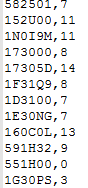 582501,7
152U00,11
1N0I9M,11
173000,8
17305D,14
1F31Q9,8
1D3100,7
1E30NG,7
160C0L,13
591H32,9
551H00,0
1G30PS,3